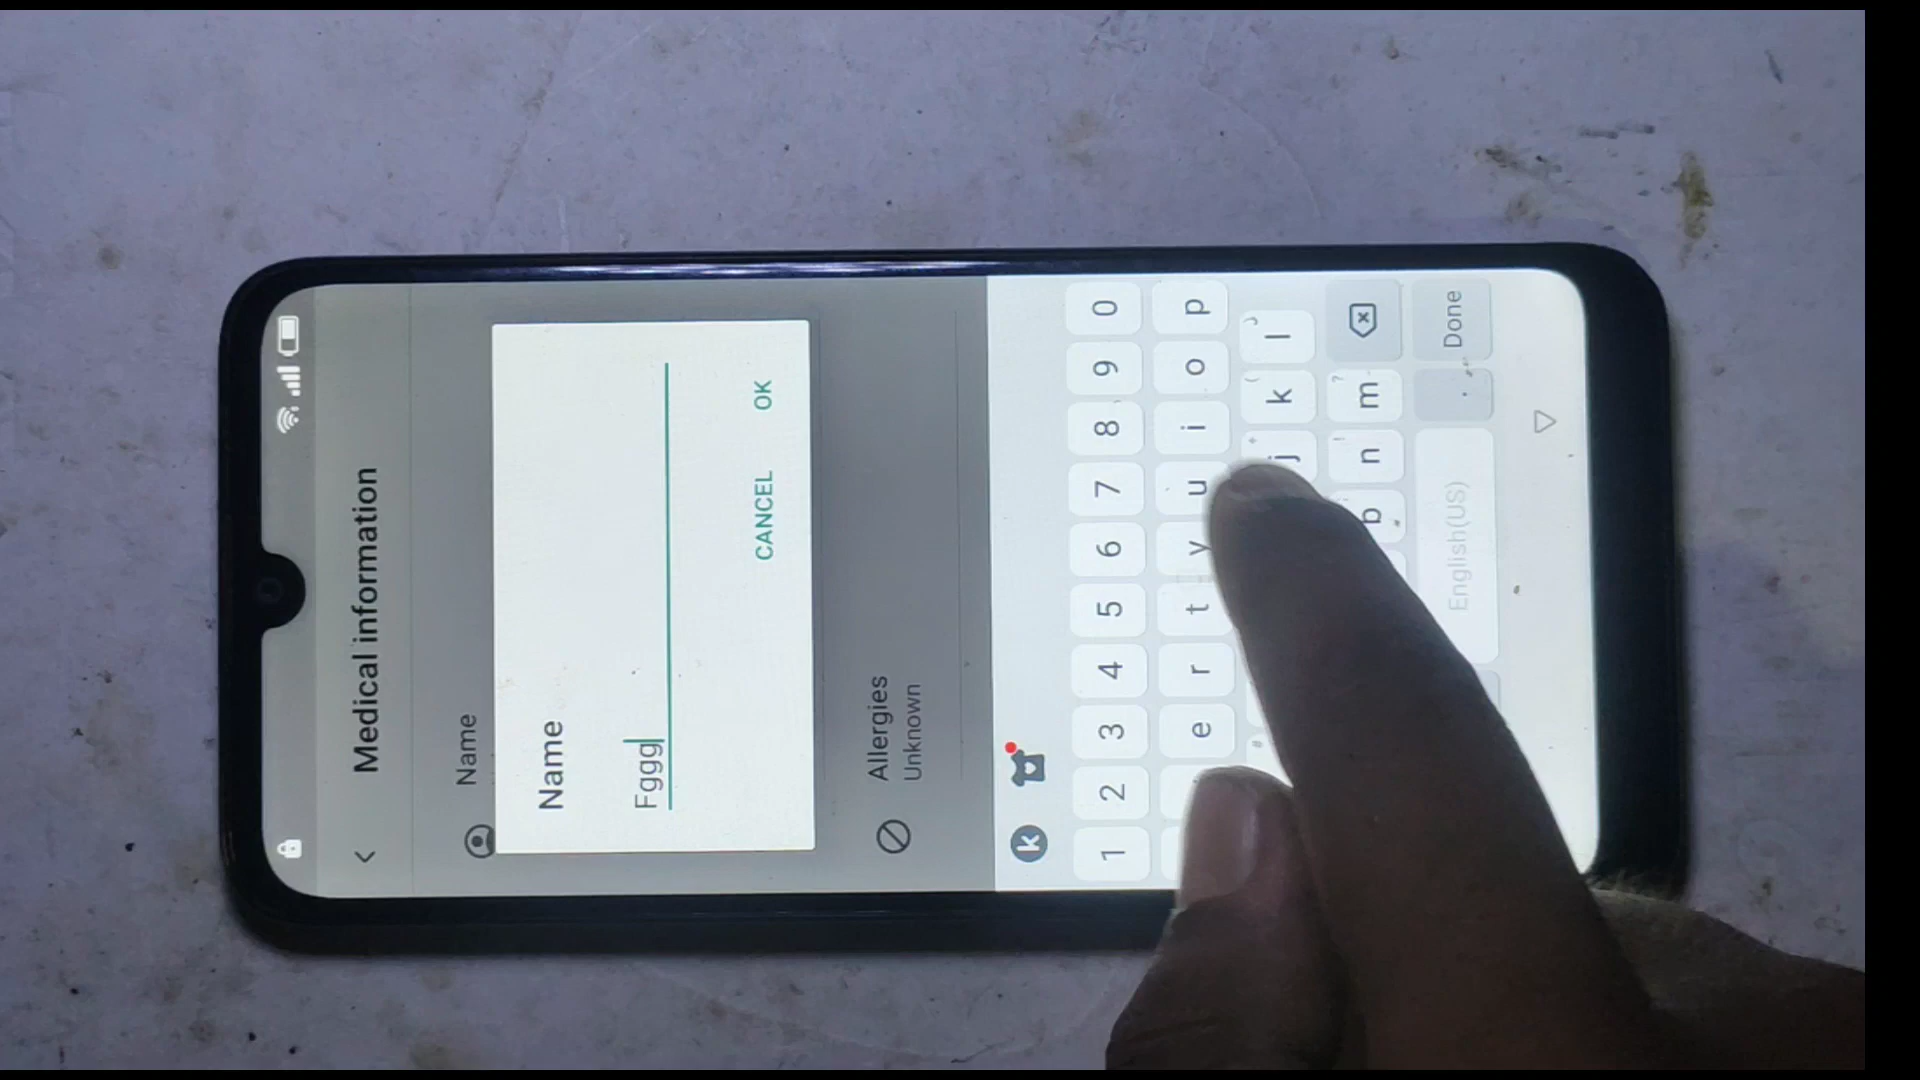 Medical information
Name
Name
Fggg
CANCEL OK
Allergies
Unknown
k
1 2 3 4 5 6 7 8 9 0
e r t y u i o p
j k l
b n m
English(US) . Done